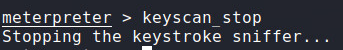 meterpreter > keyscan_stop
Stopping the keystroke sniffer...